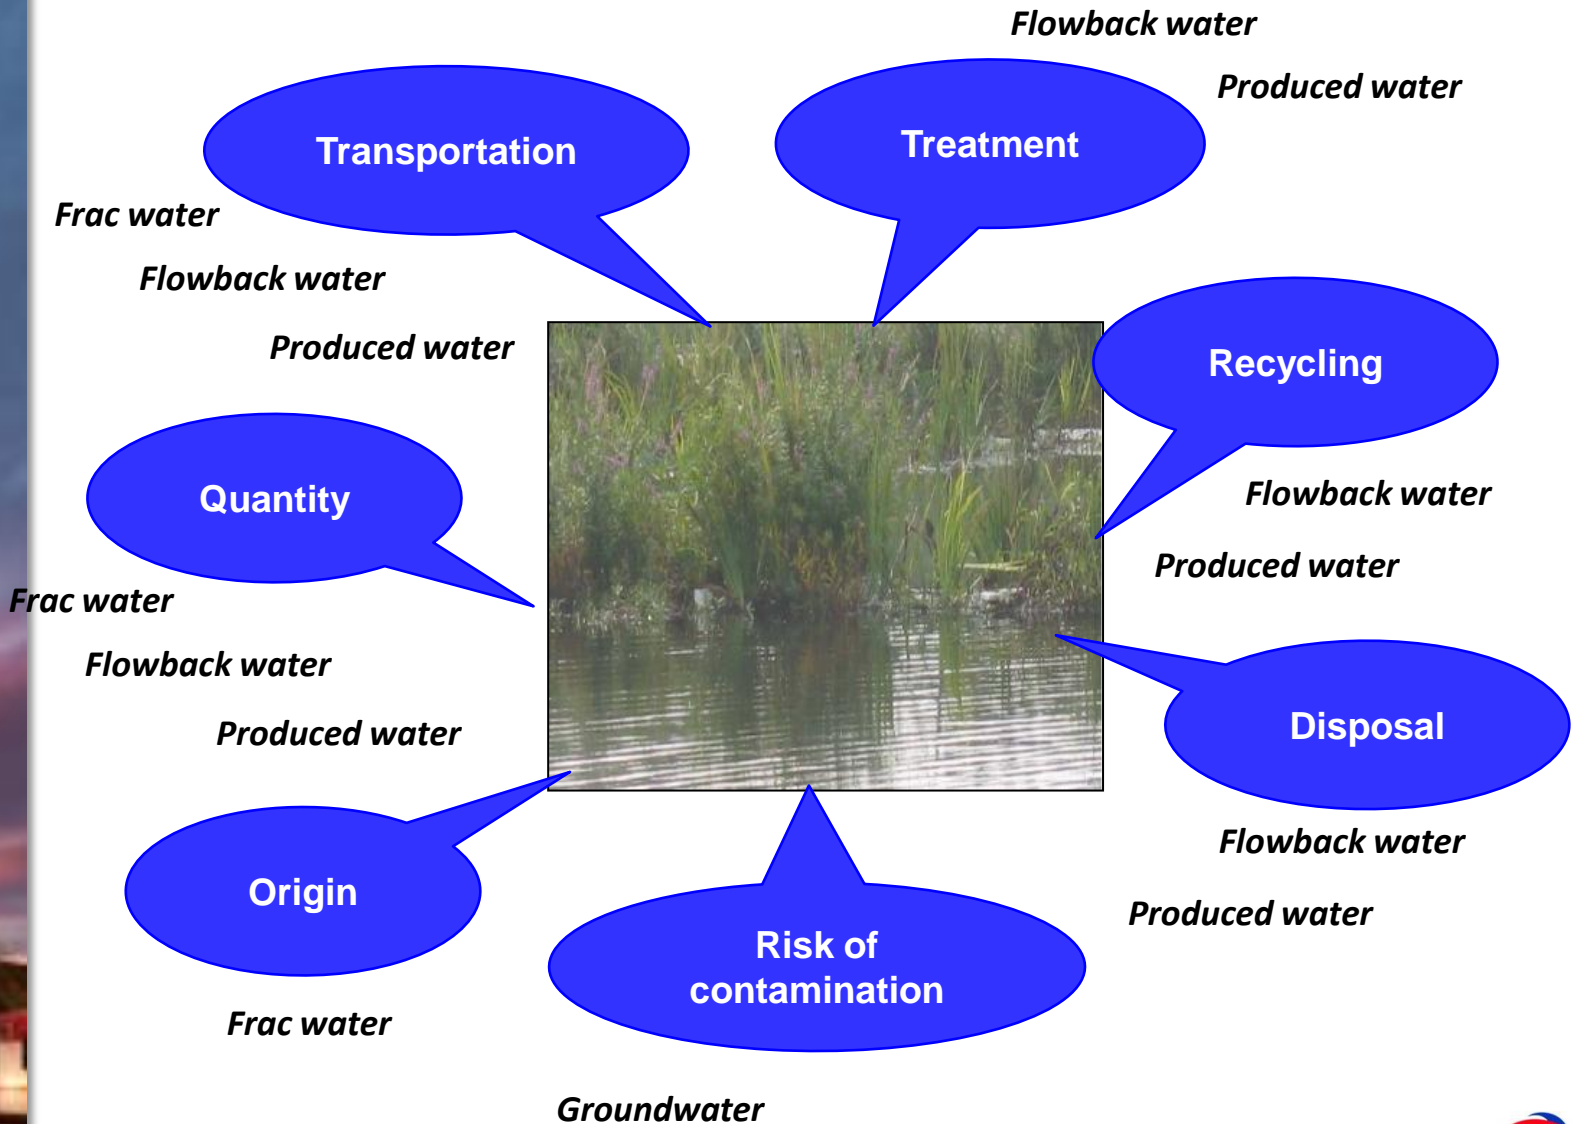 Flowback water
Produced water
Transportation
Treatment
Frac water
Flowback water
Produced water
Recycling
Quantity
Flowback water
Produced water
Frac water
Flowback water
Produced water
Disposal
Flowback water
Produced water
Origin
Risk of
contamination
Frac water
Groundwater